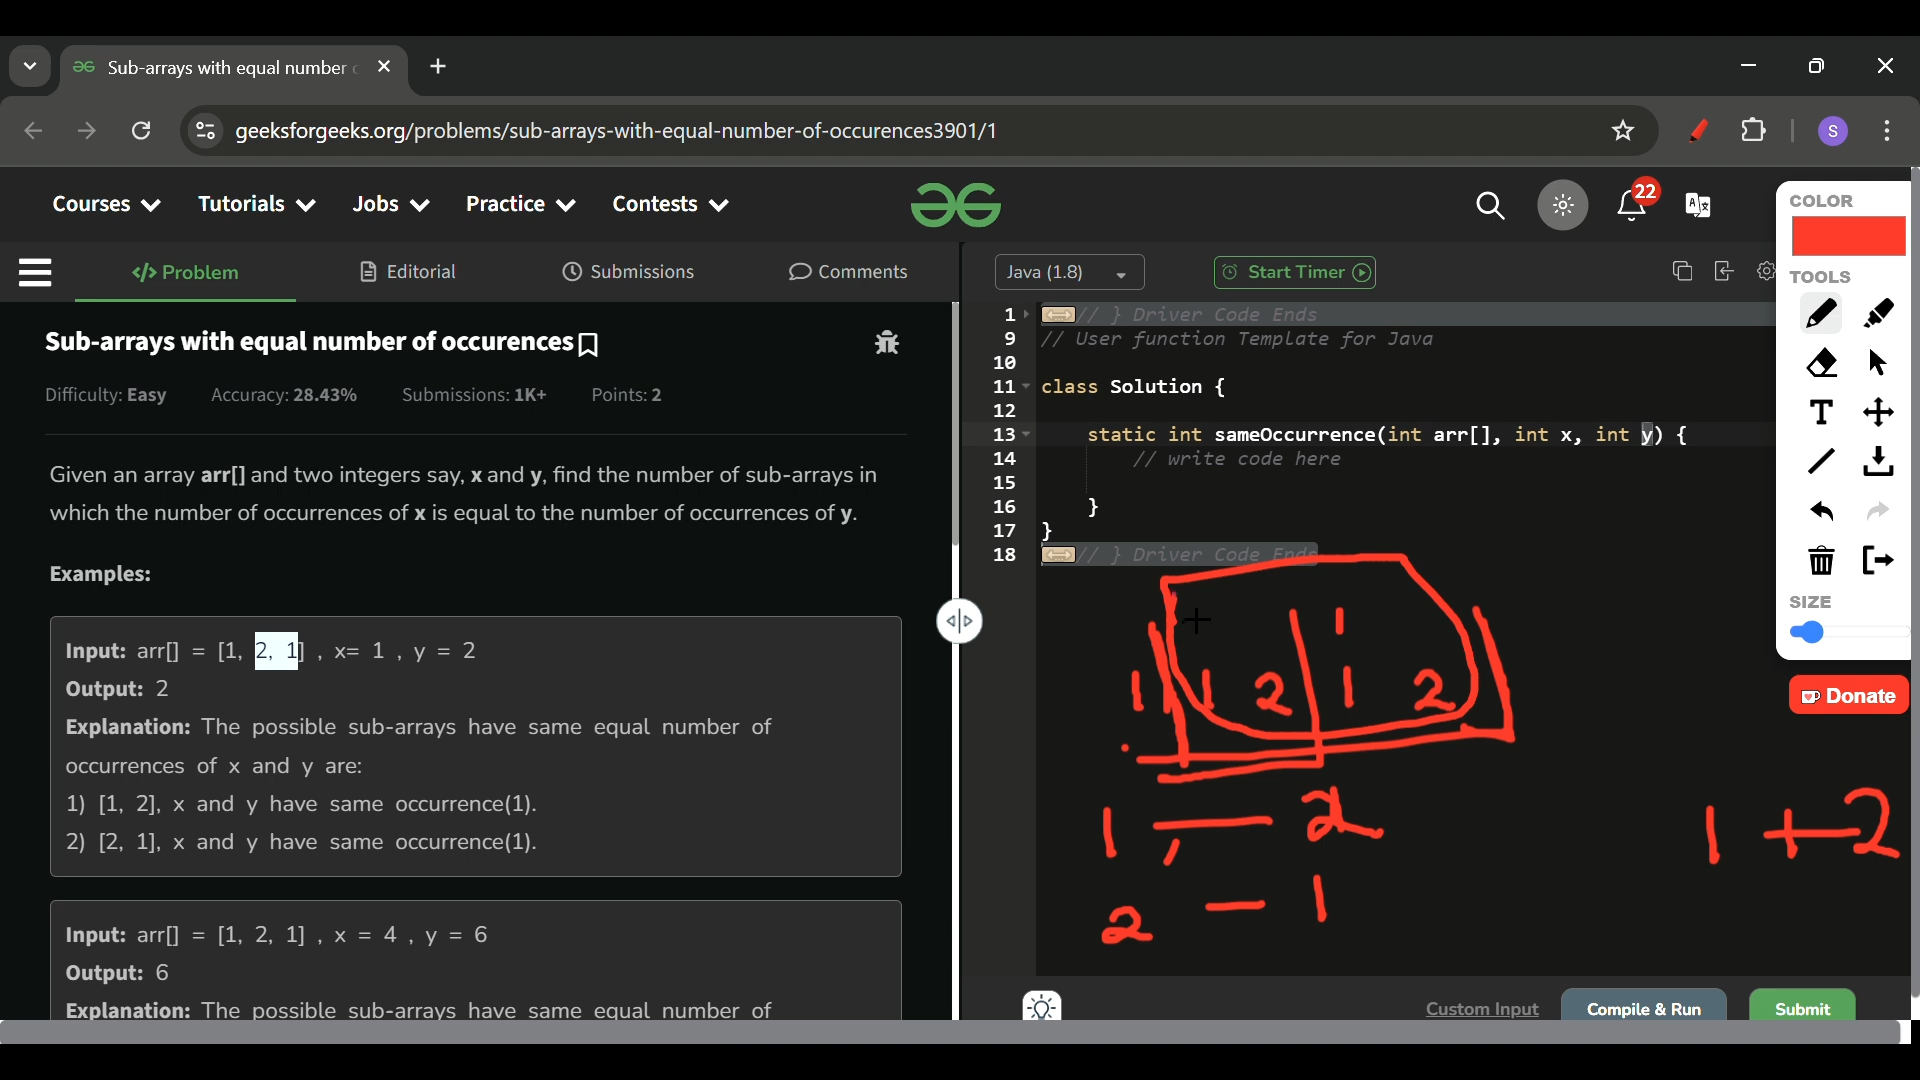 Sub-arrays with equal number
geeksforgeeks.org/problems/sub-arrays-with-equal-number-of-occurences3901/1
S
Courses Tutorials Jobs Practice Contests
22
COLOR
TOOLS
T
SIZE
Donate
</> Problem Editorial Submissions Comments
Sub-arrays with equal number of occurences
Difficulty: Easy Accuracy: 28.43% Submissions: 1K+ Points: 2
Given an array arr[] and two integers say, x and y, find the number of sub-arrays in
which the number of occurrences of x is equal to the number of occurrences of y.
Examples:
Input: arr[] = [1, 2, 1] , x= 1 , y = 2
Output: 2
Explanation: The possible sub-arrays have same equal number of
occurrences of x and y are:
1) [1, 2], x and y have same occurrence(1).
2) [2, 1], x and y have same occurrence(1).
Input: arr[] = [1, 2, 1] , x = 4 , y = 6
Output: 6
Explanation: The possible sub-arrays have same equal number of
Java (1.8) Start Timer
1 // } Driver Code Ends
9 // User function Template for Java
10
11 class Solution {
12
13 static int sameOccurrence(int arr[], int x, int y) {
14 // write code here
15
16 }
17 }
18 // } Driver Code Ends
1
1 1 2 1 2
1 — 2
2 — 1
1 + 2
Custom Input Compile & Run Submit